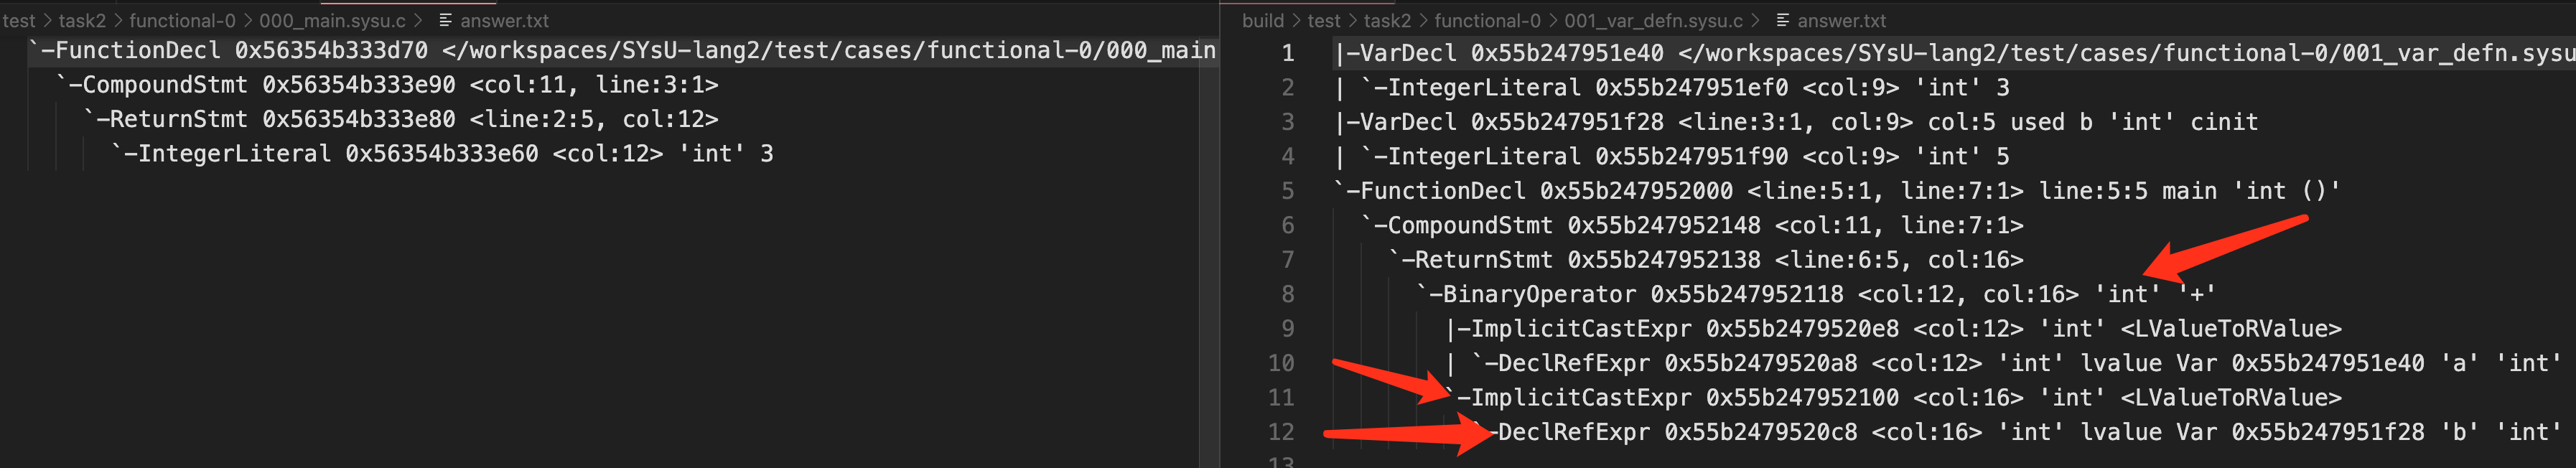 test > task2 > functional-0 > 000_main.sysu.c > answer.txt
`-FunctionDecl 0x56354b333d70 </workspaces/SYsU-lang2/test/cases/functional-0/000_main
`-CompoundStmt 0x56354b333e90 <col:11, line:3:1>
`-ReturnStmt 0x56354b333e80 <line:2:5, col:12>
`-IntegerLiteral 0x56354b333e60 <col:12> 'int' 3
build > test > task2 > functional-0 > 001_var_defn.sysu.c > answer.txt
1 |-VarDecl 0x55b247951e40 </workspaces/SYsU-lang2/test/cases/functional-0/001_var_defn.sysu
2 | `-IntegerLiteral 0x55b247951ef0 <col:9> 'int' 3
3 |-VarDecl 0x55b247951f28 <line:3:1, col:9> col:5 used b 'int' cinit
4 | `-IntegerLiteral 0x55b247951f90 <col:9> 'int' 5
5 `-FunctionDecl 0x55b247952000 <line:5:1, line:7:1> line:5:5 main 'int ()'
6 `-CompoundStmt 0x55b247952148 <col:11, line:7:1>
7 `-ReturnStmt 0x55b247952138 <line:6:5, col:16>
8 `-BinaryOperator 0x55b247952118 <col:12, col:16> 'int' '+'
9 |-ImplicitCastExpr 0x55b2479520e8 <col:12> 'int' <LValueToRValue>
10 | `-DeclRefExpr 0x55b2479520a8 <col:12> 'int' lvalue Var 0x55b247951e40 'a' 'int'
11 `-ImplicitCastExpr 0x55b247952100 <col:16> 'int' <LValueToRValue>
12 `-DeclRefExpr 0x55b2479520c8 <col:16> 'int' lvalue Var 0x55b247951f28 'b' 'int'
13